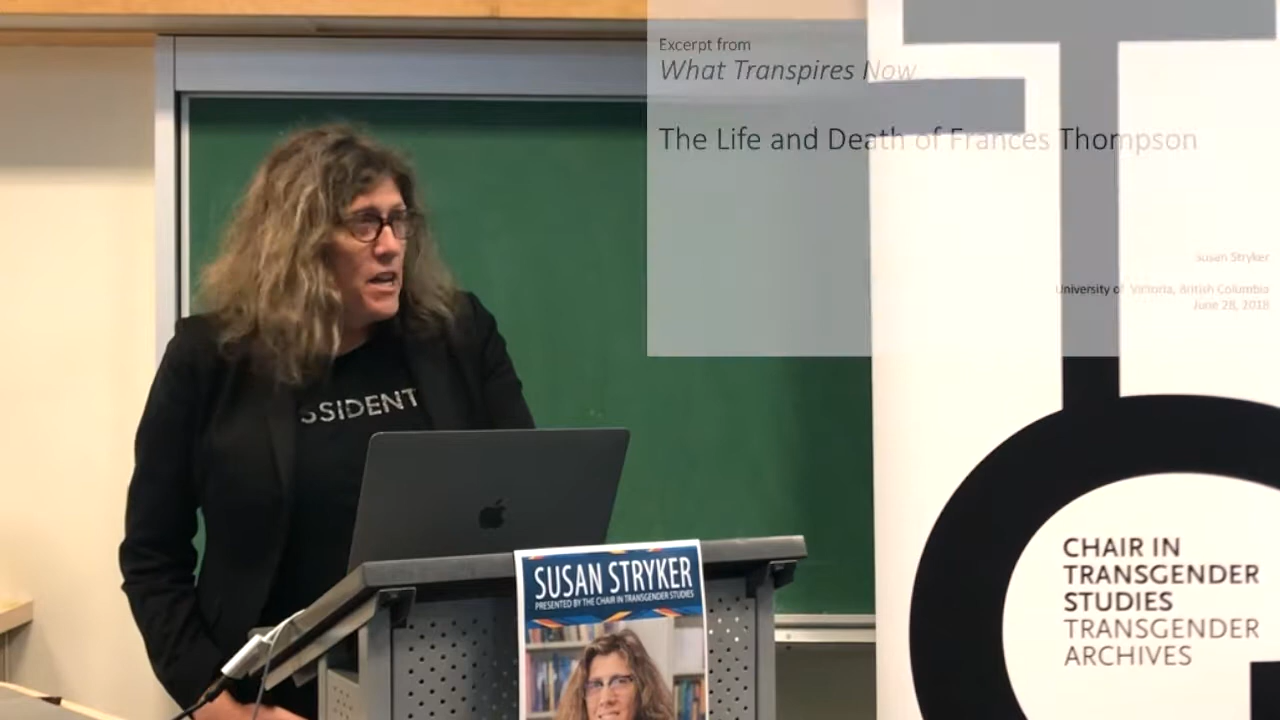 Excerpt from
What Transpires Now
The Life and Death of Frances Thompson
Susan Stryker
University of Victoria, British Columbia
June 28, 2018
SSIDENT
SUSAN STRYKER
PRESENTED BY THE CHAIR IN TRANSGENDER STUDIES
CHAIR IN
TRANSGENDER
STUDIES
TRANSGENDER
ARCHIVES